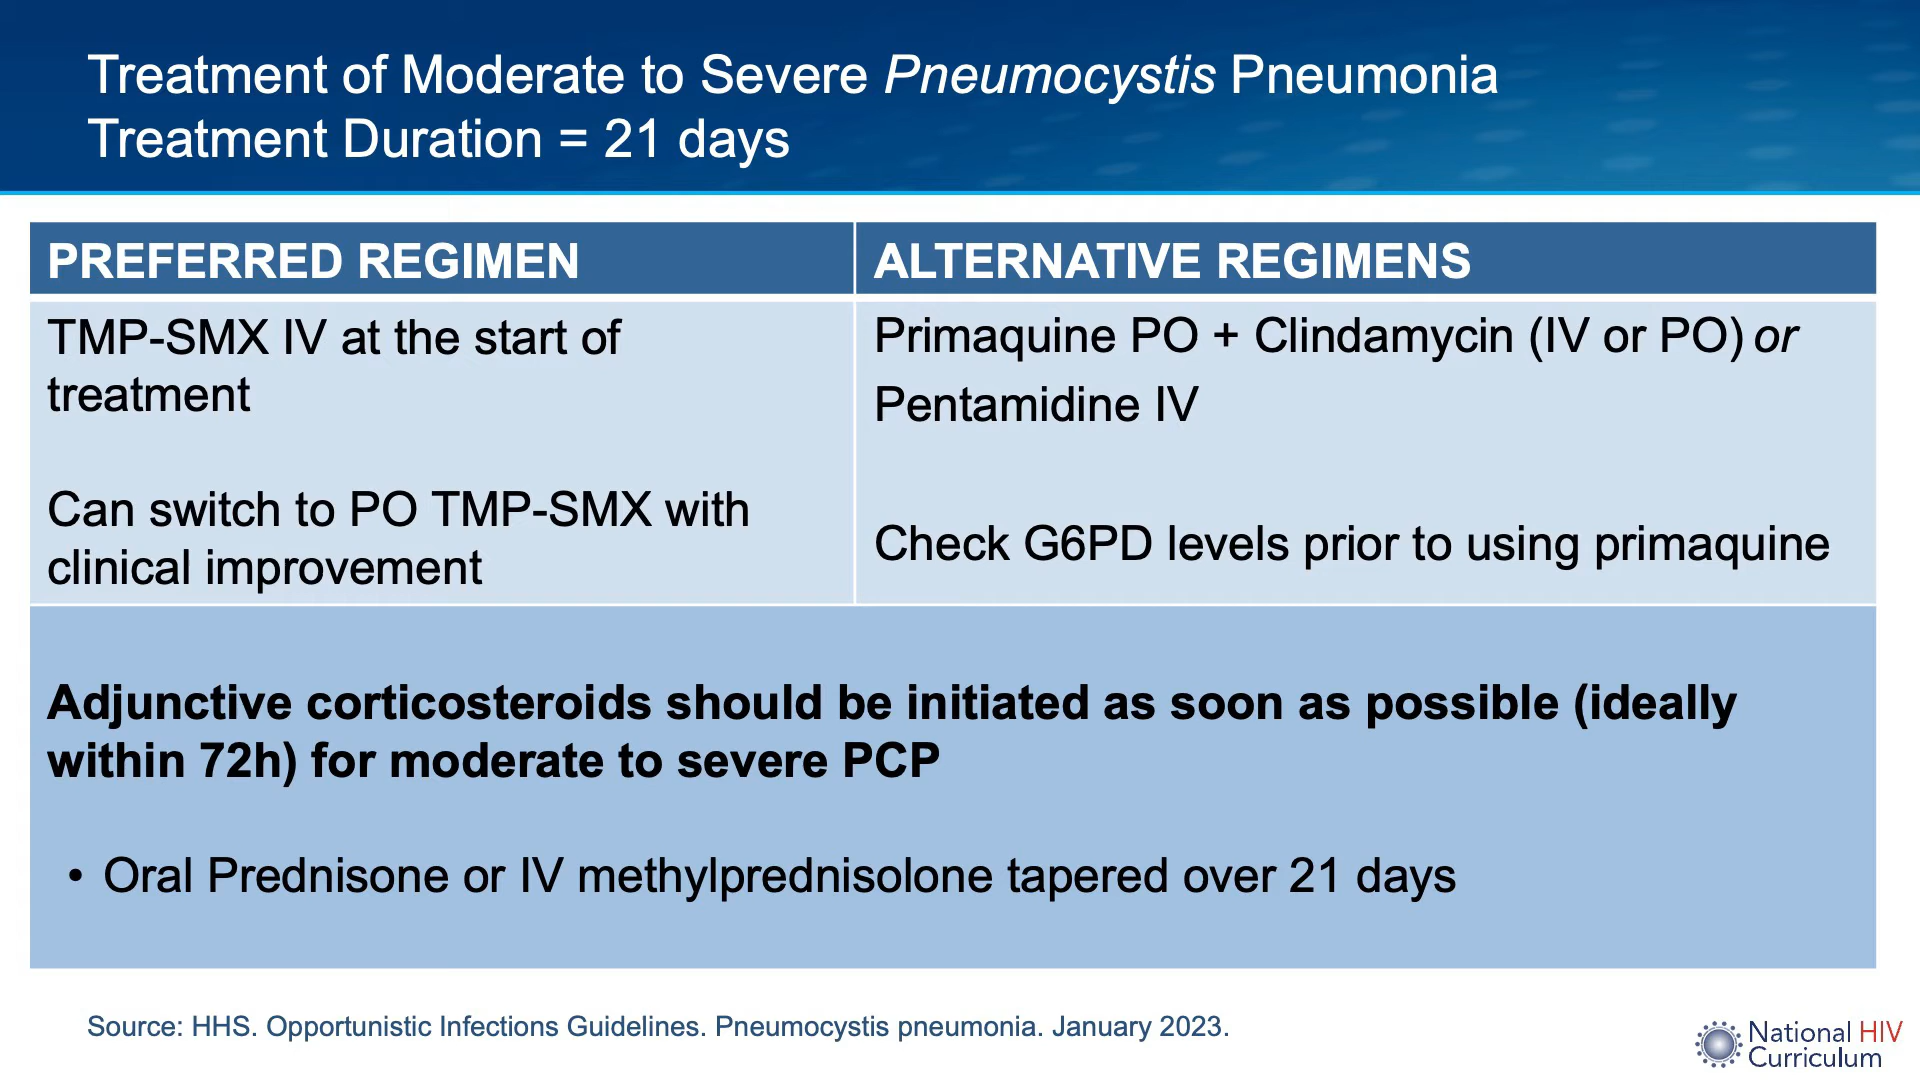 Treatment of Moderate to Severe Pneumocystis Pneumonia
Treatment Duration = 21 days
PREFERRED REGIMEN
ALTERNATIVE REGIMENS
TMP-SMX IV at the start of
treatment
Can switch to PO TMP-SMX with
clinical improvement
Primaquine PO + Clindamycin (IV or PO) or
Pentamidine IV
Check G6PD levels prior to using primaquine
Adjunctive corticosteroids should be initiated as soon as possible (ideally
within 72h) for moderate to severe PCP
• Oral Prednisone or IV methylprednisolone tapered over 21 days
Source: HHS. Opportunistic Infections Guidelines. Pneumocystis pneumonia. January 2023.
National HIV
Curriculum